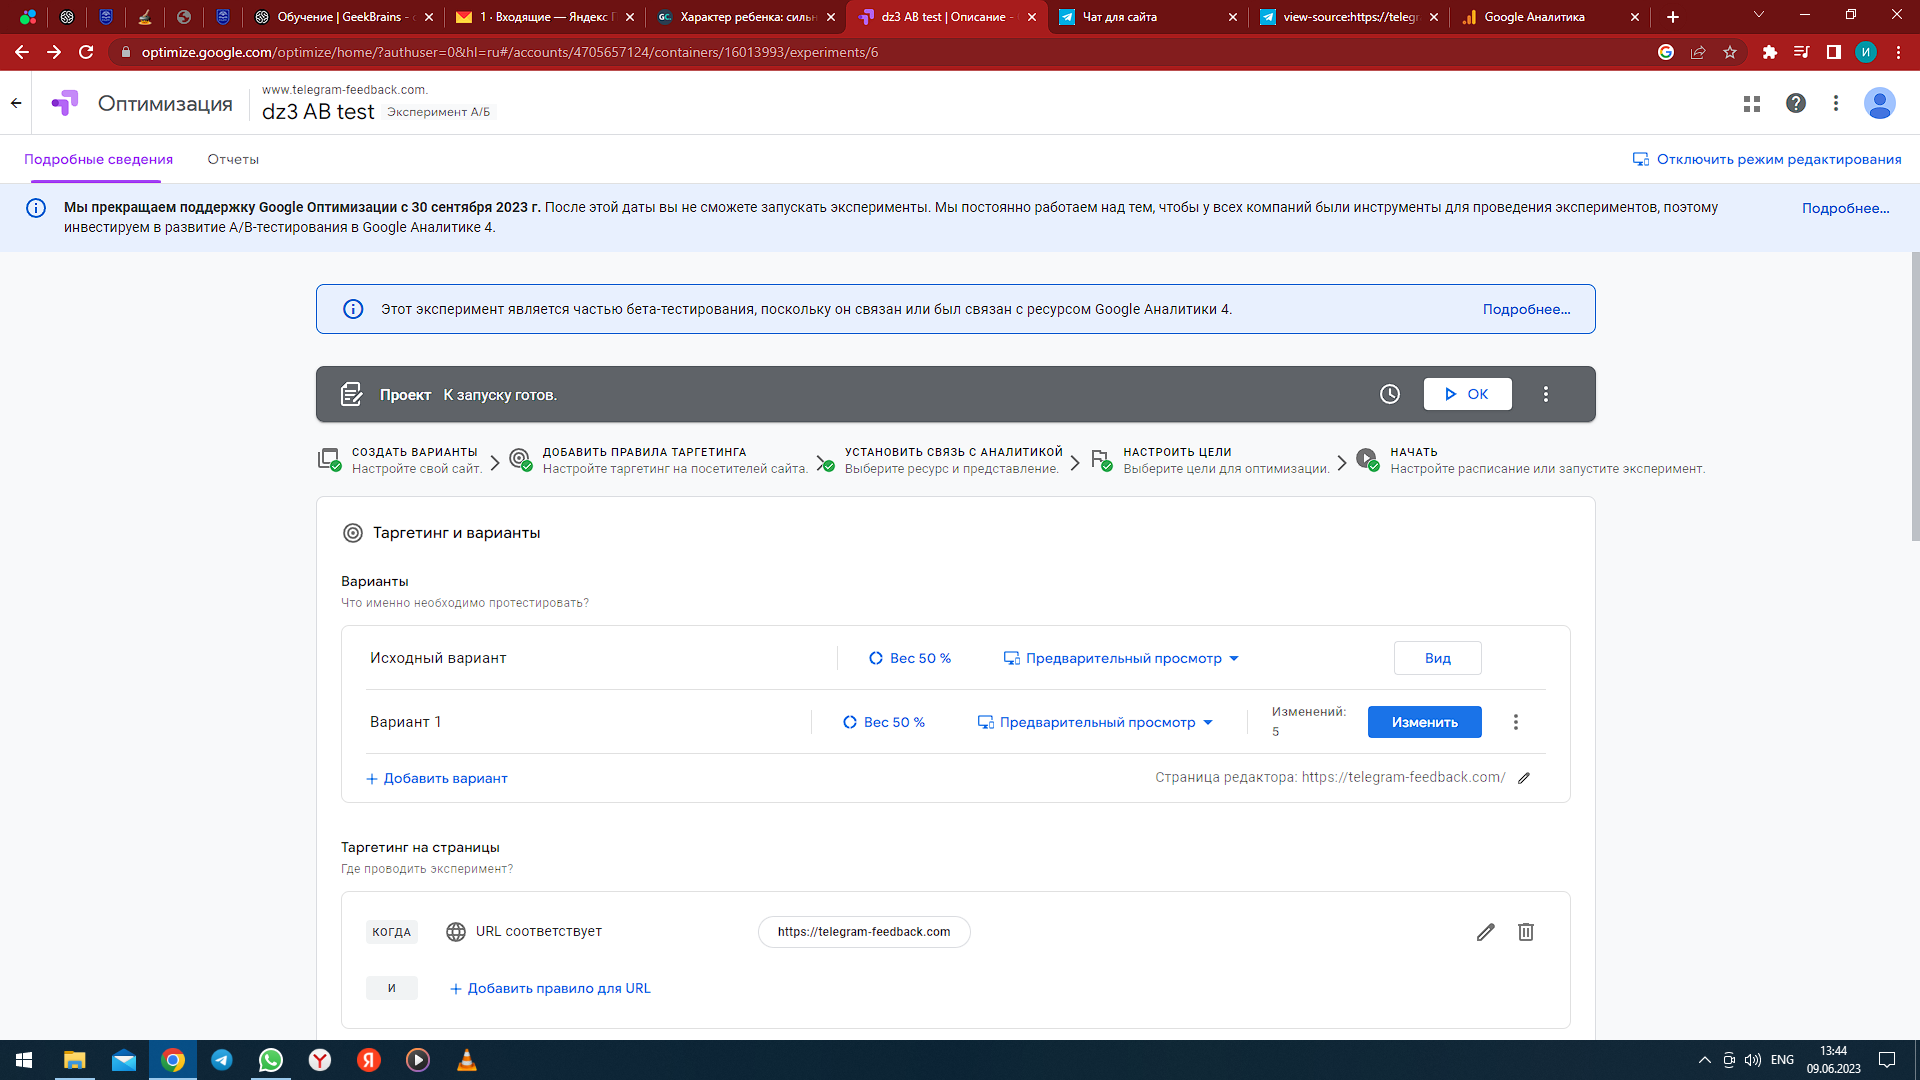 Обучение | GeekBrains -
1 · Входящие — Яндекс
Характер ребенка: силь
dz3 AB test | Описание -
Чат для сайта
view-source:https://telegr
Google Аналитика
optimize.google.com/optimize/home/?authuser=0&hl=ru#/accounts/4705657124/containers/16013993/experiments/6
И
Оптимизация
www.telegram-feedback.com.
dz3 AB test
Эксперимент А/Б
Подробные сведения
Отчеты
Отключить режим редактирования
Мы прекращаем поддержку Google Оптимизации с 30 сентября 2023 г. После этой даты вы не сможете запускать эксперименты. Мы постоянно работаем над тем, чтобы у всех компаний были инструменты для проведения экспериментов, поэтому
инвестируем в развитие A/B-тестирования в Google Аналитике 4.
Подробнее...
Этот эксперимент является частью бета-тестирования, поскольку он связан или был связан с ресурсом Google Аналитики 4.
Подробнее...
Проект К запуску готов.
ОК
СОЗДАТЬ ВАРИАНТЫ
Настройте свой сайт.
ДОБАВИТЬ ПРАВИЛА ТАРГЕТИНГА
Настройте таргетинг на посетителей сайта.
УСТАНОВИТЬ СВЯЗЬ С АНАЛИТИКОЙ
Выберите ресурс и представление.
НАСТРОИТЬ ЦЕЛИ
Выберите цели для оптимизации.
НАЧАТЬ
Настройте расписание или запустите эксперимент.
Таргетинг и варианты
Варианты
Что именно необходимо протестировать?
Исходный вариант
Вес 50 %
Предварительный просмотр
Вид
Вариант 1
Вес 50 %
Предварительный просмотр
Изменений:
5
Изменить
Добавить вариант
Страница редактора: https://telegram-feedback.com/
Таргетинг на страницы
Где проводить эксперимент?
КОГДА
URL соответствует
https://telegram-feedback.com
И
Добавить правило для URL
ENG
13:44
09.06.2023